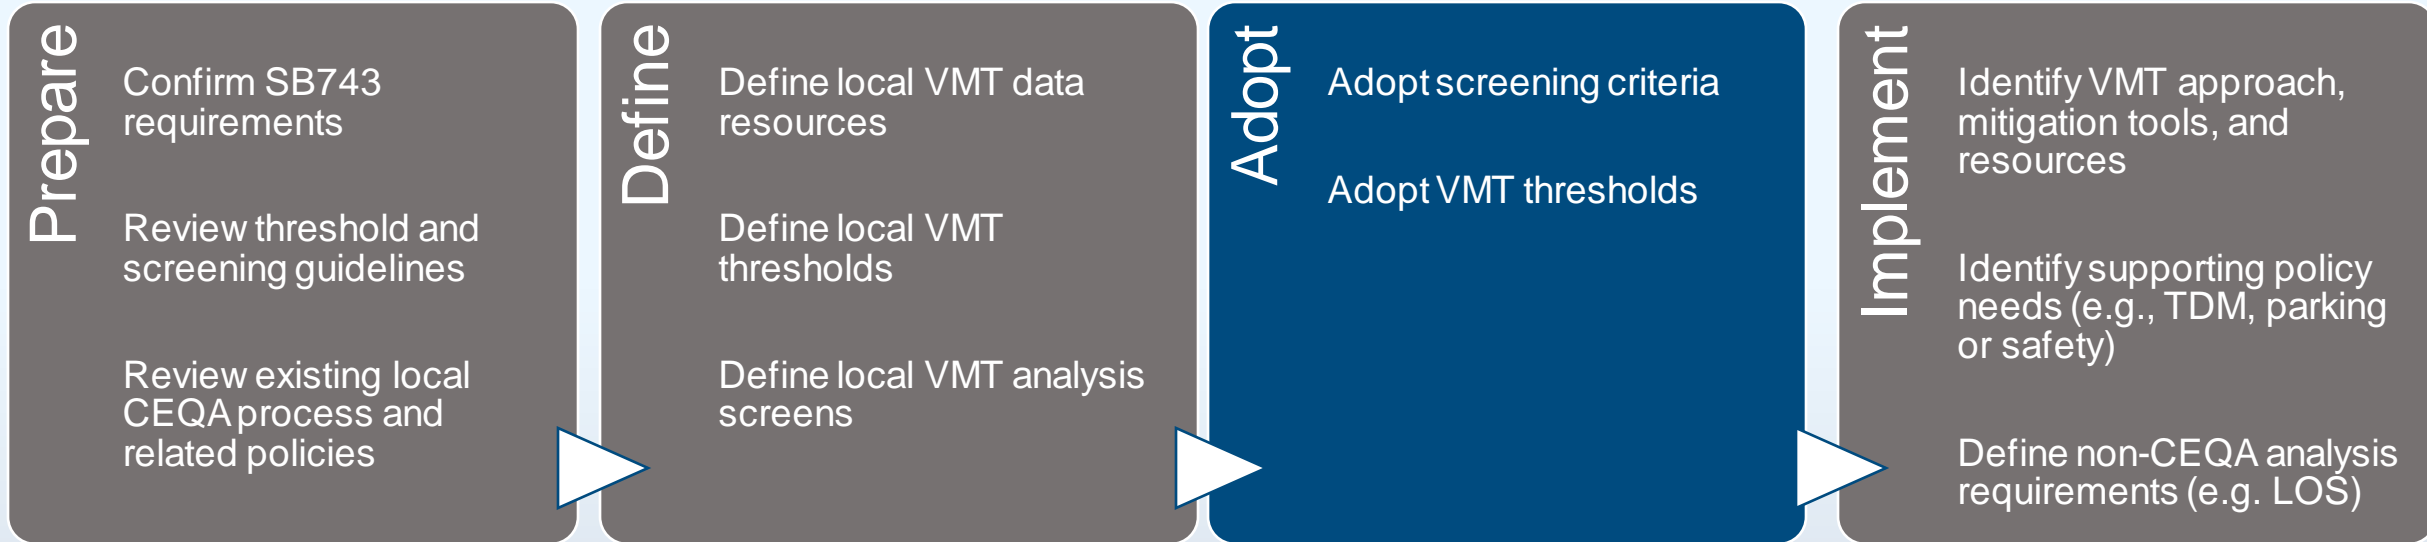 Prepare
Confirm SB743
requirements
Review threshold and
screening guidelines
Review existing local
CEQA process and
related policies
Define
Define local VMT data
resources
Define local VMT
thresholds
Define local VMT analysis
screens
Adopt
Adopt screening criteria
Adopt VMT thresholds
Implement
Identify VMT approach,
mitigation tools, and
resources
Identify supporting policy
needs (e.g., TDM, parking
or safety)
Define non-CEQA analysis
requirements (e.g. LOS)